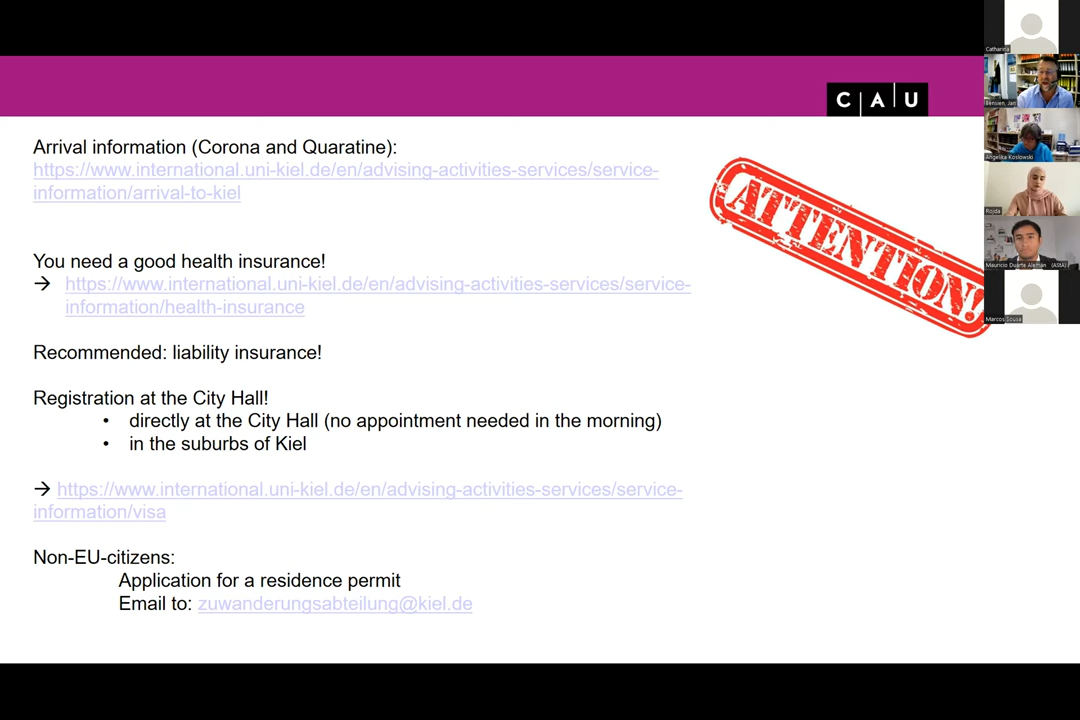 C A U
Arrival information (Corona and Quaratine):
https://www.international.uni-kiel.de/en/advising-activities-services/service-
information/arrival-to-kiel
ATTENTION!
You need a good health insurance!
→ https://www.international.uni-kiel.de/en/advising-activities-services/service-
information/health-insurance
Recommended: liability insurance!
Registration at the City Hall!
• directly at the City Hall (no appointment needed in the morning)
• in the suburbs of Kiel
→ https://www.international.uni-kiel.de/en/advising-activities-services/service-
information/visa
Non-EU-citizens:
Application for a residence permit
Email to: zuwanderungsabteilung@kiel.de
Catharina
Bensien, Jan
Angelika Koslowski
Rojda
Mauricio Duarte Alemán (AStA)
Marcos Sousa